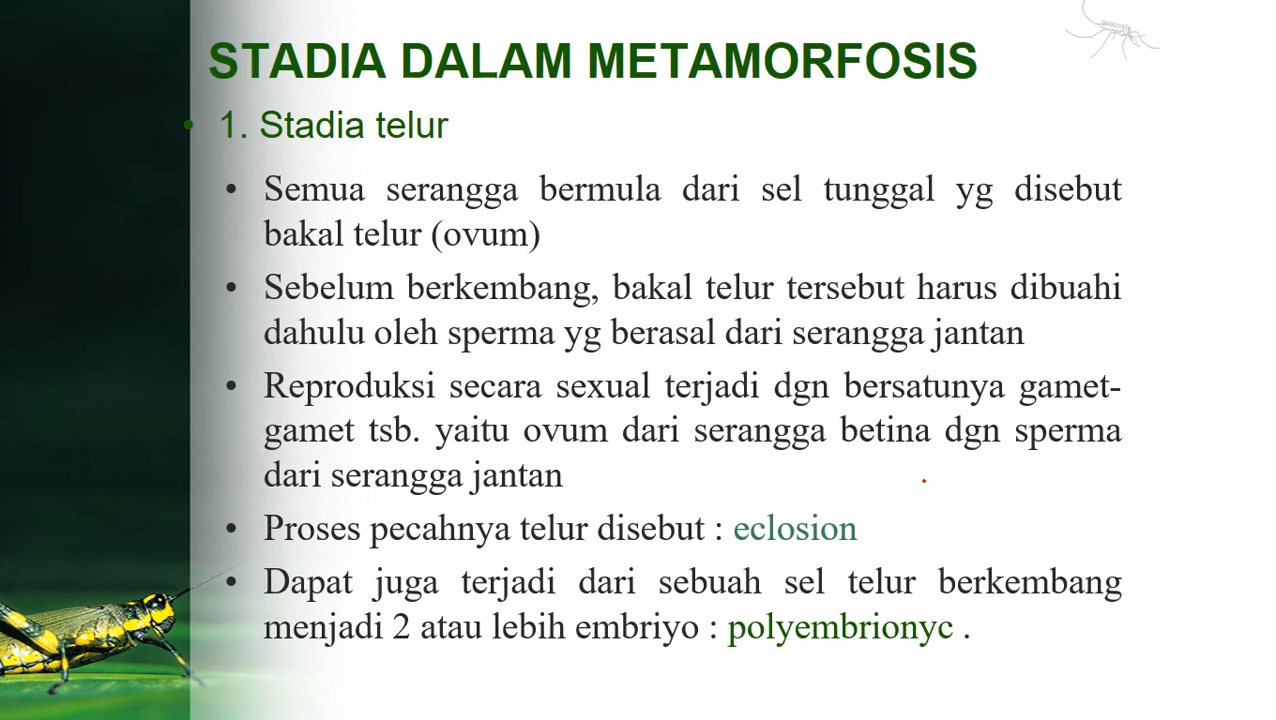 STADIA DALAM METAMORFOSIS
• 1. Stadia telur
• Semua serangga bermula dari sel tunggal yg disebut
bakal telur (ovum)
• Sebelum berkembang, bakal telur tersebut harus dibuahi
dahulu oleh sperma yg berasal dari serangga jantan
• Reproduksi secara sexual terjadi dgn bersatunya gamet-
gamet tsb. yaitu ovum dari serangga betina dgn sperma
dari serangga jantan
• Proses pecahnya telur disebut : eclosion
• Dapat juga terjadi dari sebuah sel telur berkembang
menjadi 2 atau lebih embriyo : polyembrionyc .